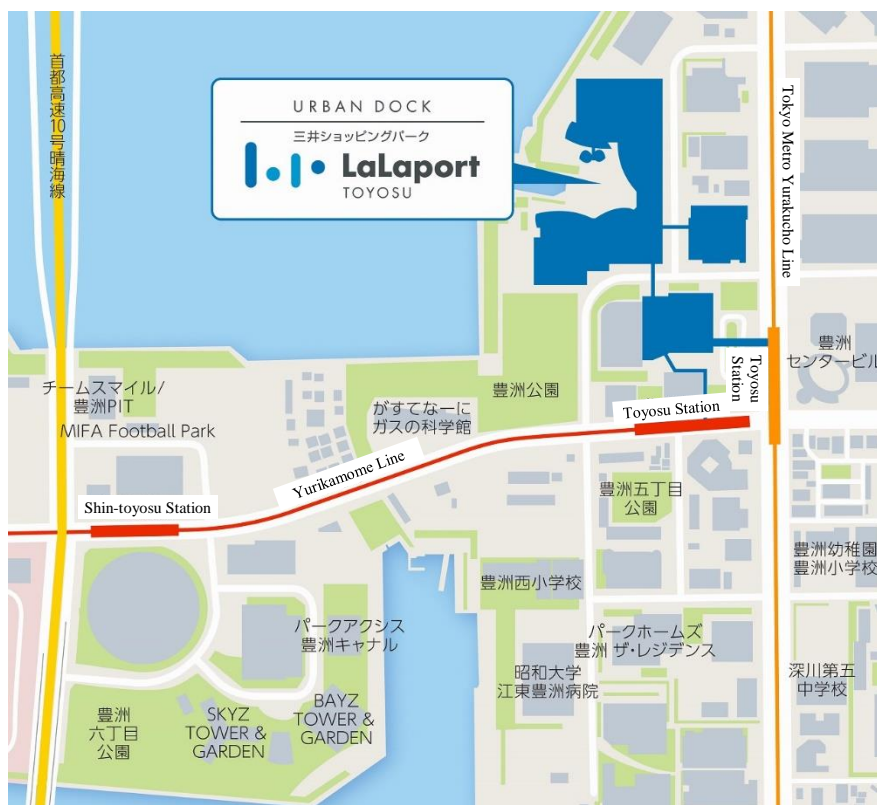 首都高速10号晴海線
URBAN DOCK
三井ショッピングパーク
LaLaport
TOYOSU
Tokyo Metro Yurakucho Line
豊洲
センタービル
Toyosu
Station
チームスマイル/
豊洲PIT
MIFA Football Park
がすてなーに
ガスの科学館
豊洲公園
Toyosu Station
Yurikamome Line
Shin-toyosu Station
豊洲五丁目
公園
豊洲幼稚園
豊洲小学校
豊洲西小学校
パークアクシス
豊洲キャナル
パークホームズ
豊洲 ザ・レジデンス
昭和大学
江東豊洲病院
深川第五
中学校
豊洲
六丁目
公園
SKYZ
TOWER &
GARDEN
BAYZ
TOWER &
GARDEN